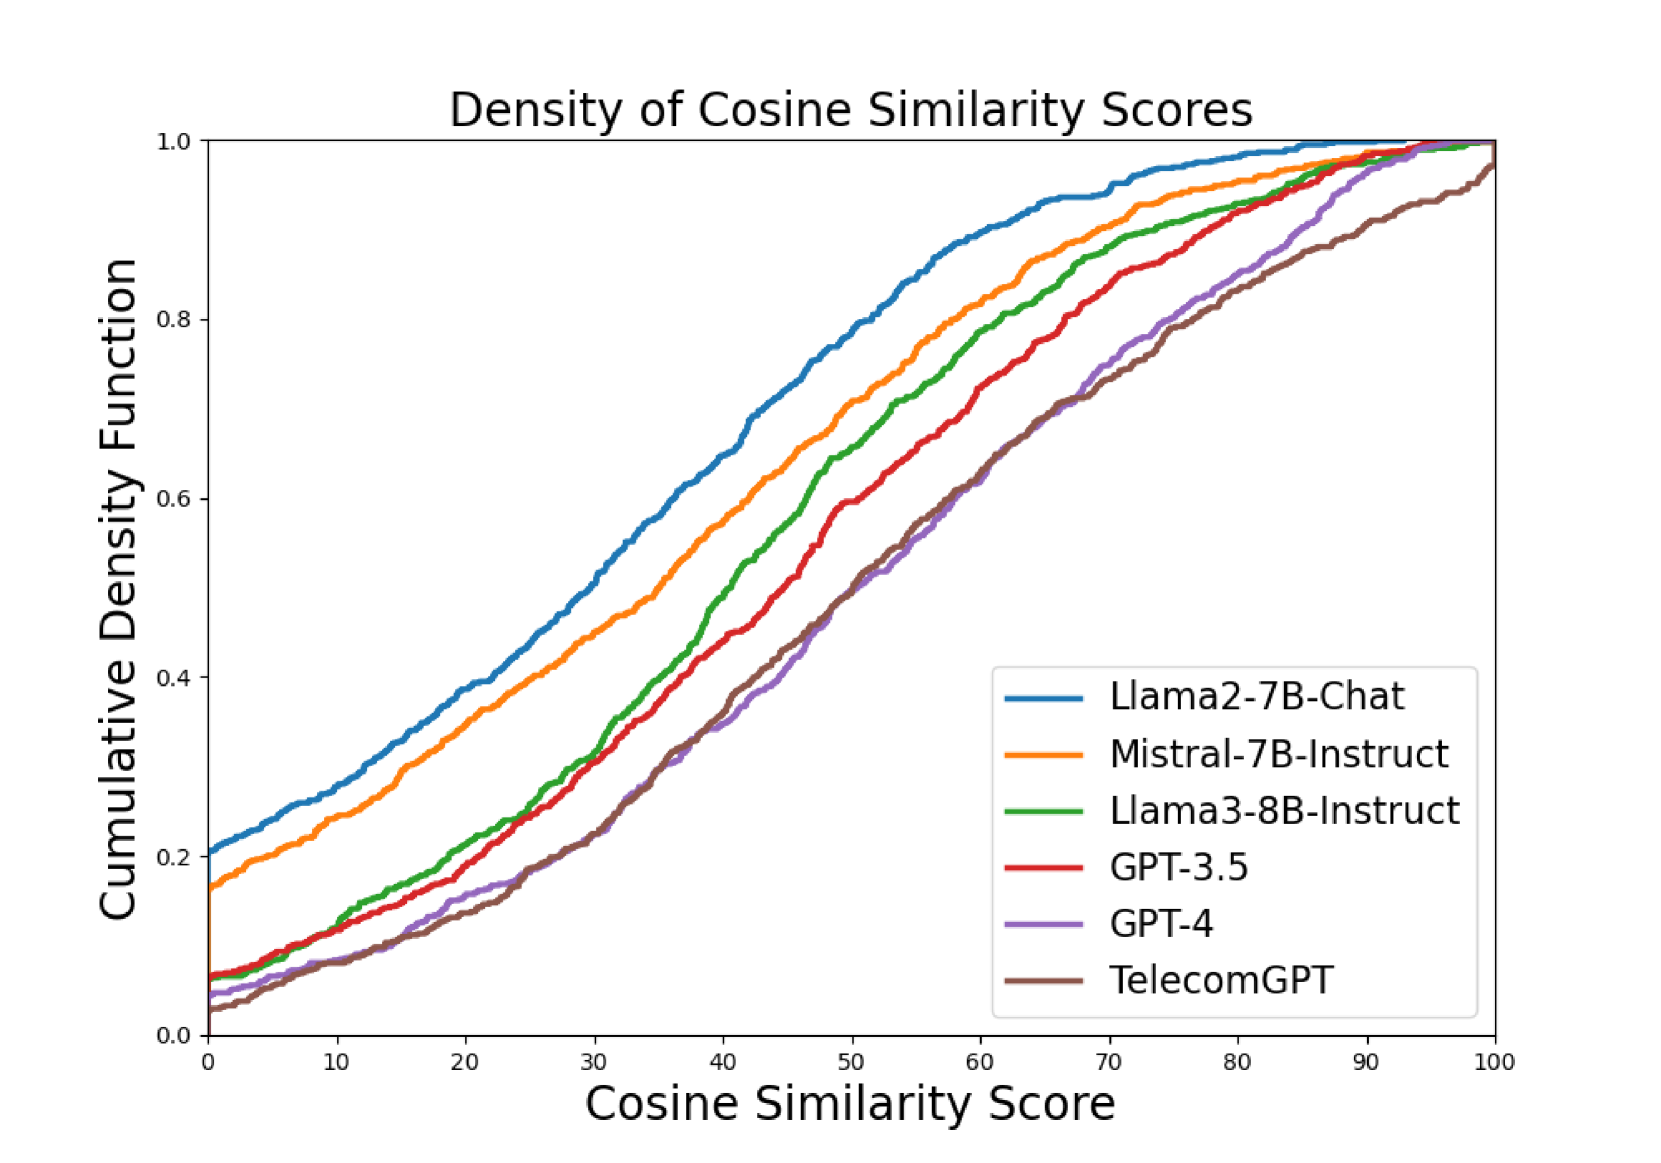 Density of Cosine Similarity Scores
Cumulative Density Function
1.0
0.8
0.6
0.4
0.2
0.0
0 10 20 30 40 50 60 70 80 90 100
Cosine Similarity Score
Llama2-7B-Chat
Mistral-7B-Instruct
Llama3-8B-Instruct
GPT-3.5
GPT-4
TelecomGPT